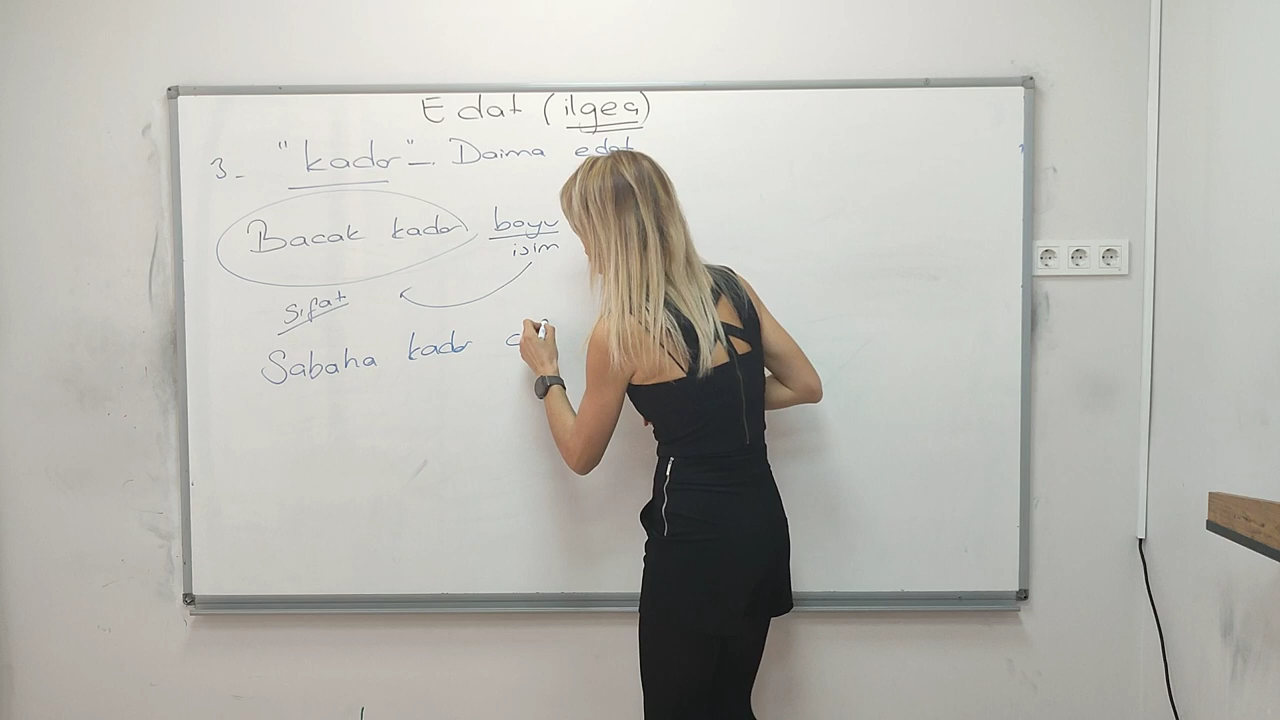 Edat (ilgeç)
3- "kadar" - Daima edat
Bacak kadar boyu
isim
sıfat
Sabaha kadar